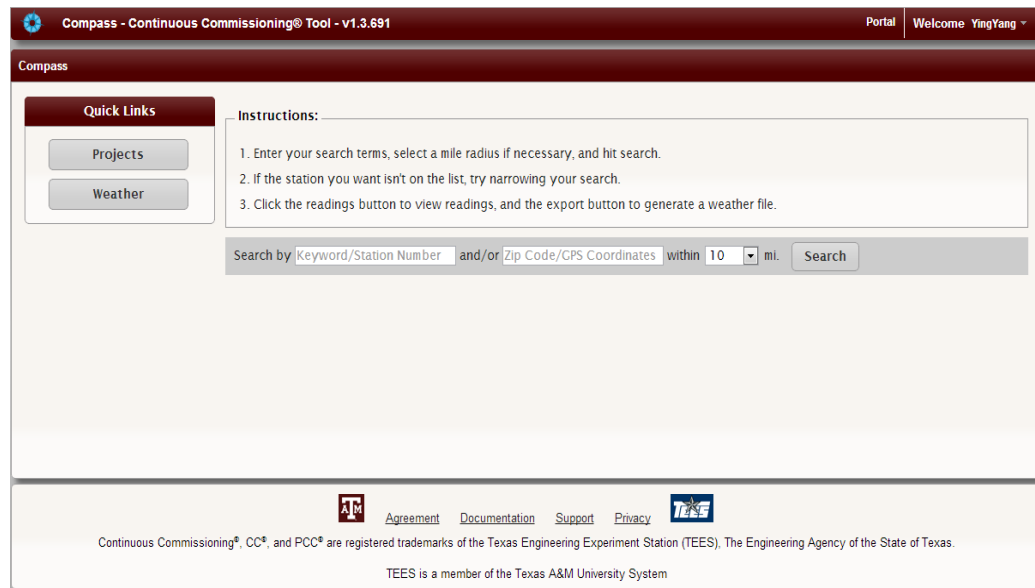 Compass - Continuous Commissioning® Tool - v1.3.691
Portal
Welcome YingYang
Compass
Quick Links
Projects
Weather
Instructions:
1. Enter your search terms, select a mile radius if necessary, and hit search.
2. If the station you want isn't on the list, try narrowing your search.
3. Click the readings button to view readings, and the export button to generate a weather file.
Search by Keyword/Station Number and/or Zip Code/GPS Coordinates within 10 mi. Search
ATM Agreement Documentation Support Privacy TEES
Continuous Commissioning®, CC®, and PCC® are registered trademarks of the Texas Engineering Experiment Station (TEES), The Engineering Agency of the State of Texas.
TEES is a member of the Texas A&M University System